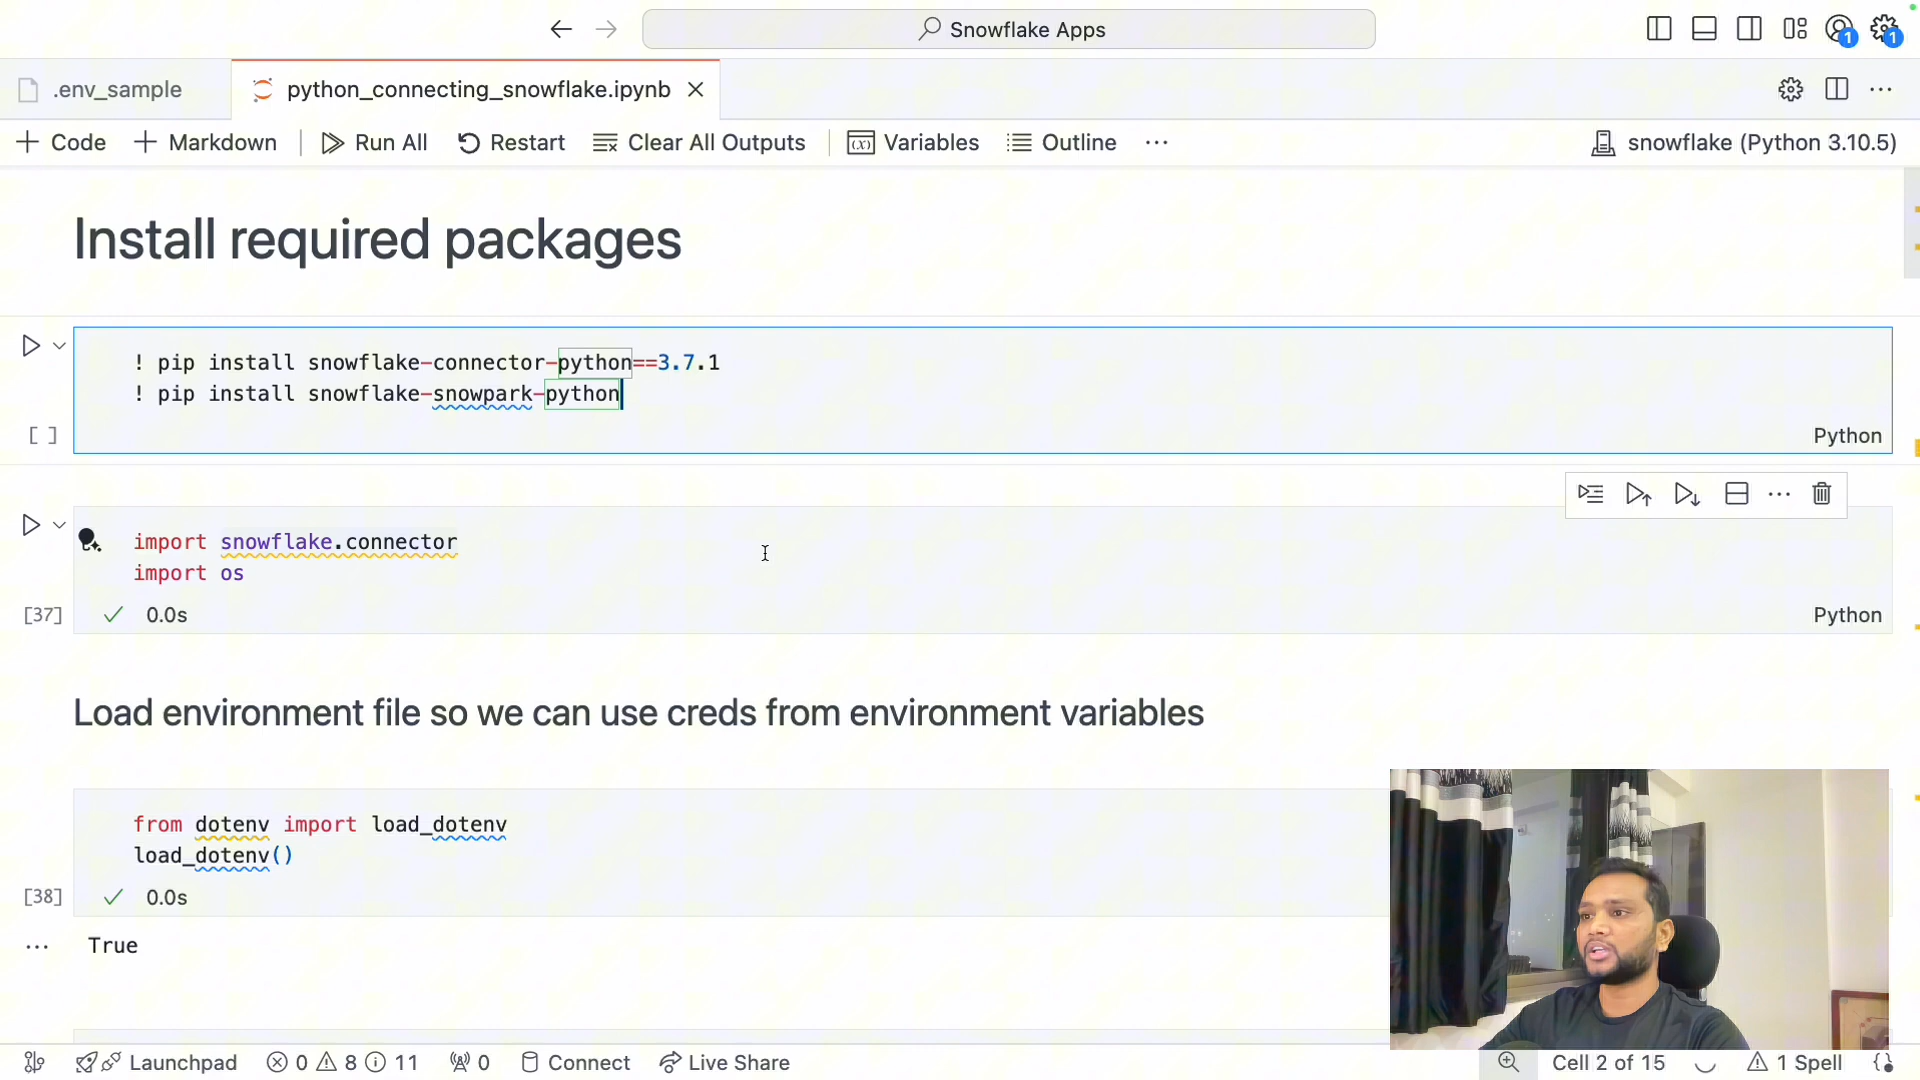 Snowflake Apps
1
1
.env_sample
python_connecting_snowflake.ipynb
Code
Markdown
Run All
Restart
Clear All Outputs
Variables
Outline
snowflake (Python 3.10.5)
Install required packages
! pip install snowflake-connector-python==3.7.1
! pip install snowflake-snowpark-python
[ ]
Python
import snowflake.connector
import os
[37]
0.0s
Python
Load environment file so we can use creds from environment variables
from dotenv import load_dotenv
load_dotenv()
[38]
0.0s
True
Launchpad
0
8
11
0
Connect
Live Share
Cell 2 of 15
1 Spell